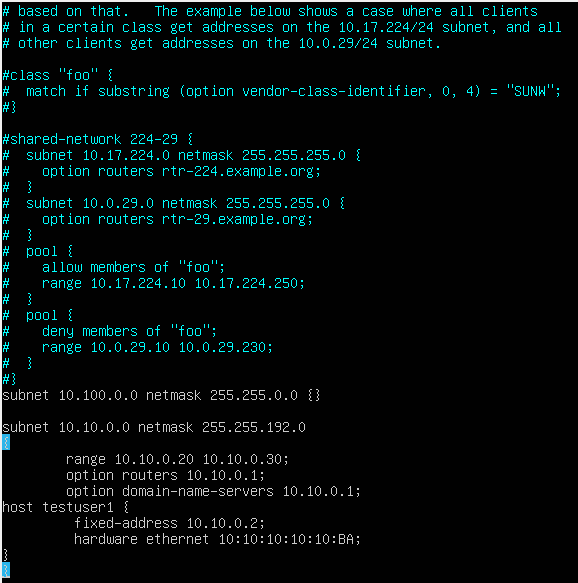 # based on that.   The example below shows a case where all clients
# in a certain class get addresses on the 10.17.224/24 subnet, and all
# other clients get addresses on the 10.0.29/24 subnet.

#class "foo" {
#  match if substring (option vendor-class-identifier, 0, 4) = "SUNW";
#}

#shared-network 224-29 {
#  subnet 10.17.224.0 netmask 255.255.255.0 {
#    option routers rtr-224.example.org;
#  }
#  subnet 10.0.29.0 netmask 255.255.255.0 {
#    option routers rtr-29.example.org;
#  }
#  pool {
#    allow members of "foo";
#    range 10.17.224.10 10.17.224.250;
#  }
#  pool {
#    deny members of "foo";
#    range 10.0.29.10 10.0.29.230;
#  }
#}
subnet 10.100.0.0 netmask 255.255.0.0 {}

subnet 10.10.0.0 netmask 255.255.192.0
{
        range 10.10.0.20 10.10.0.30;
        option routers 10.10.0.1;
        option domain-name-servers 10.10.0.1;
host testuser1 {
         fixed-address 10.10.0.2;
         hardware ethernet 10:10:10:10:10:BA;
}
}